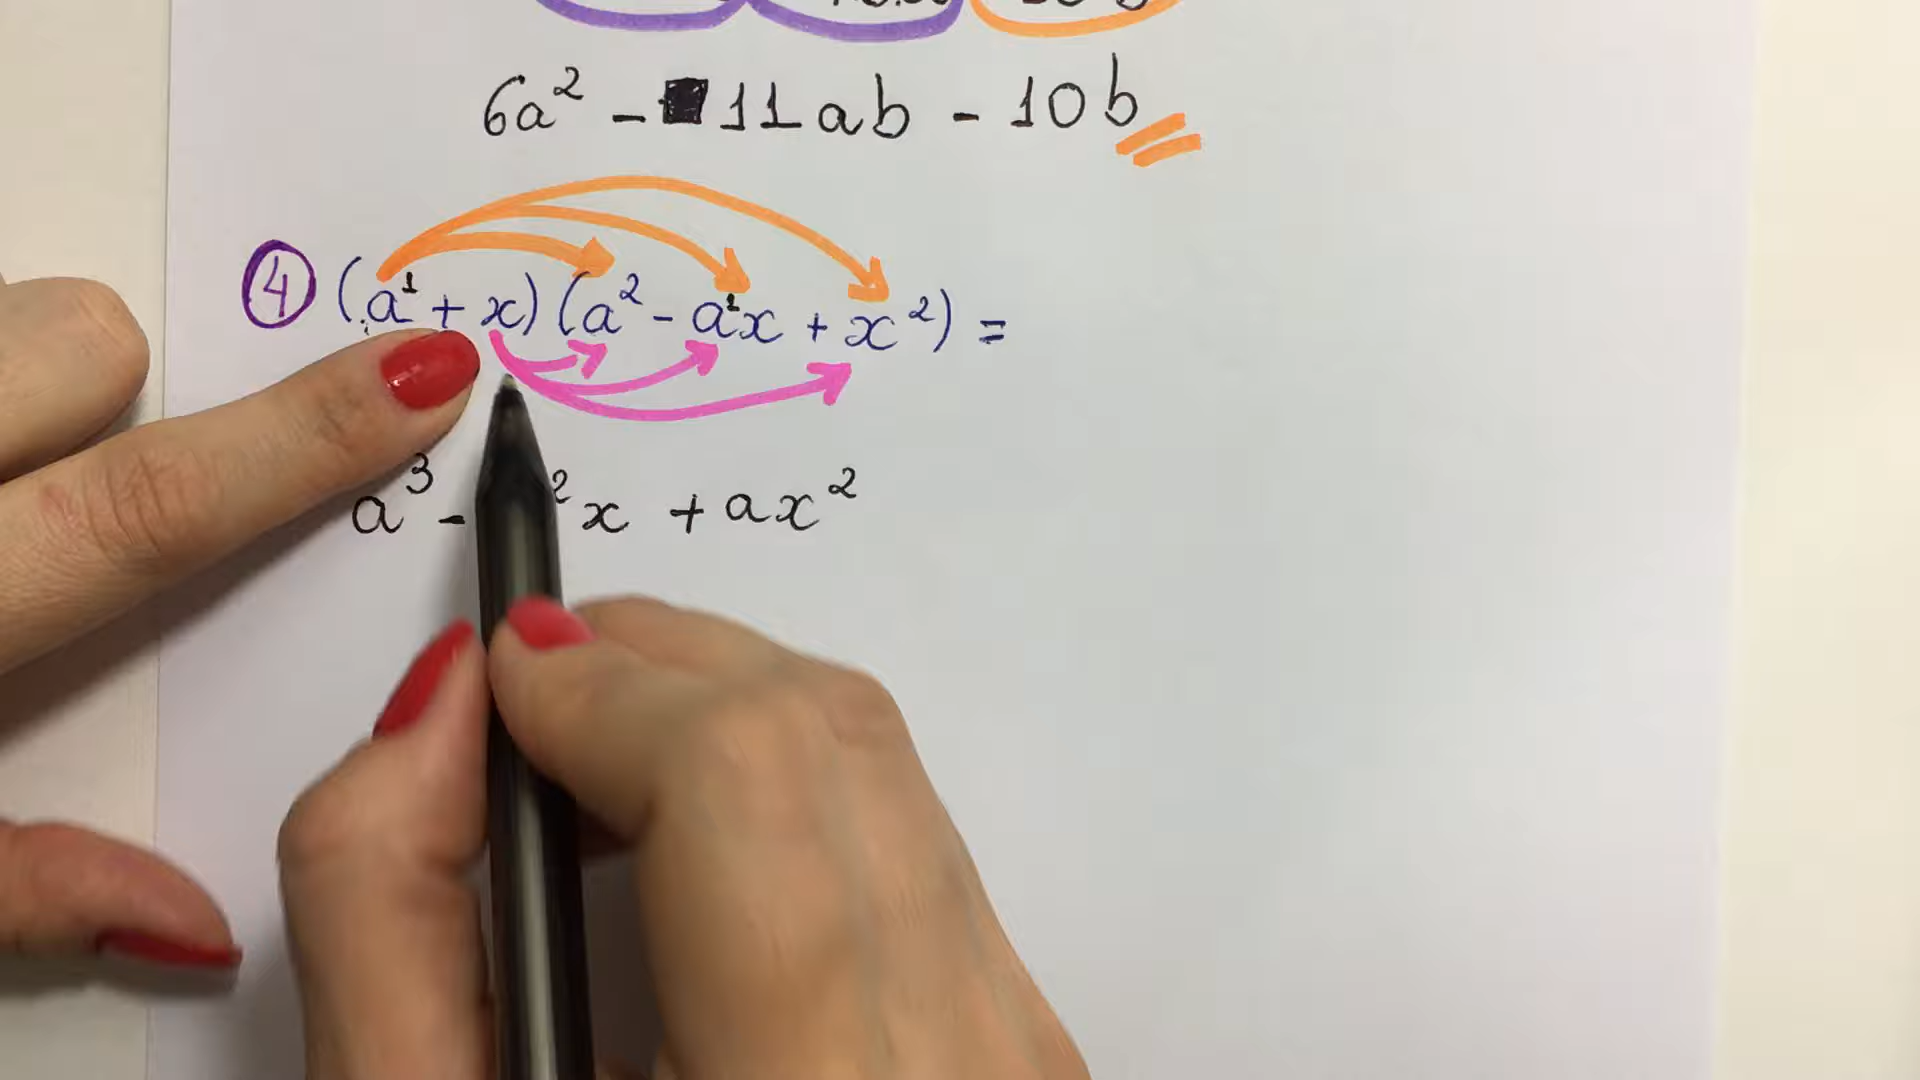 6a² - 11ab - 10b
④ (a¹ + x)(a² - a¹x + x²) =
a³ - ²x + ax²